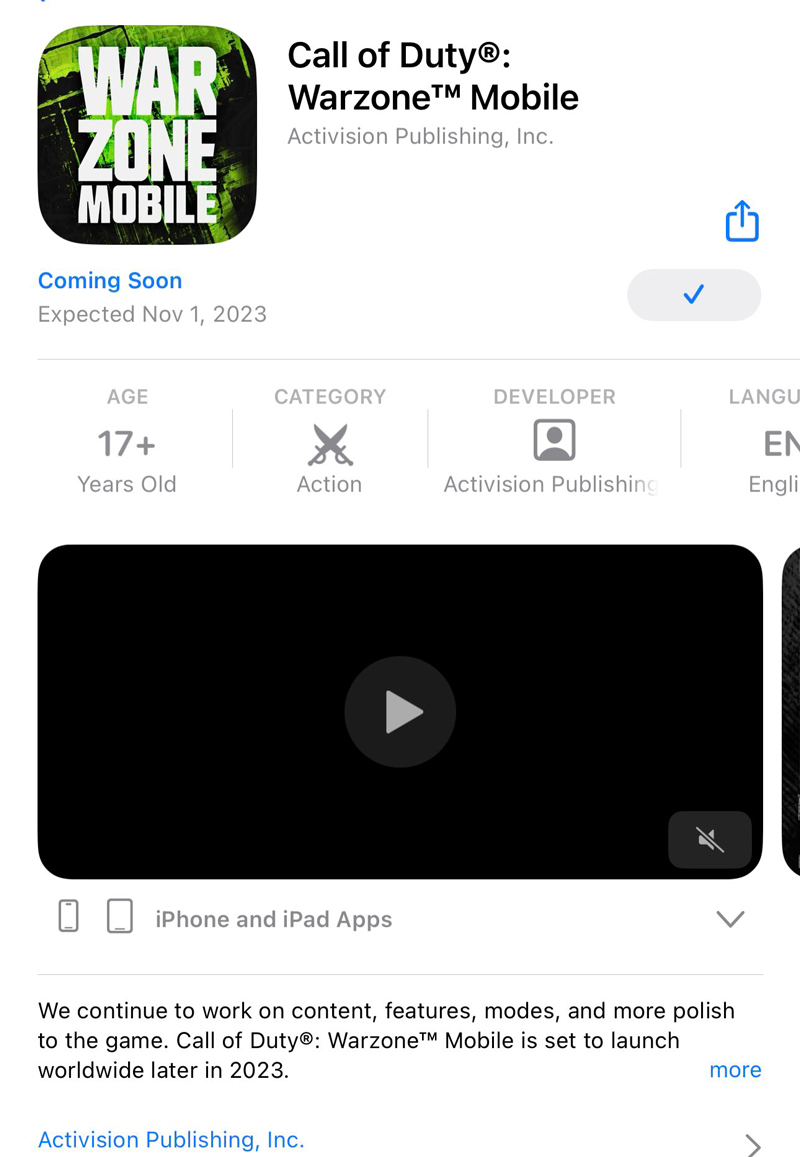 WAR
ZONE
MOBILE
Call of Duty®:
Warzone™ Mobile
Activision Publishing, Inc.
Coming Soon
Expected Nov 1, 2023
AGE
17+
Years Old
CATEGORY
Action
DEVELOPER
Activision Publishing
LANGU
EN
Engli
iPhone and iPad Apps
We continue to work on content, features, modes, and more polish
to the game. Call of Duty®: Warzone™ Mobile is set to launch
worldwide later in 2023.
more
Activision Publishing, Inc.